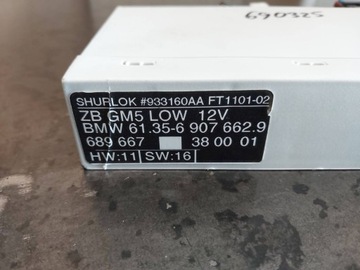 690325
SHURLOK #933160AA FT1101-02
ZB GM5 LOW 12V
BMW 61.35-6 907 662.9
689 667 38 00 01
HW:11 SW:16